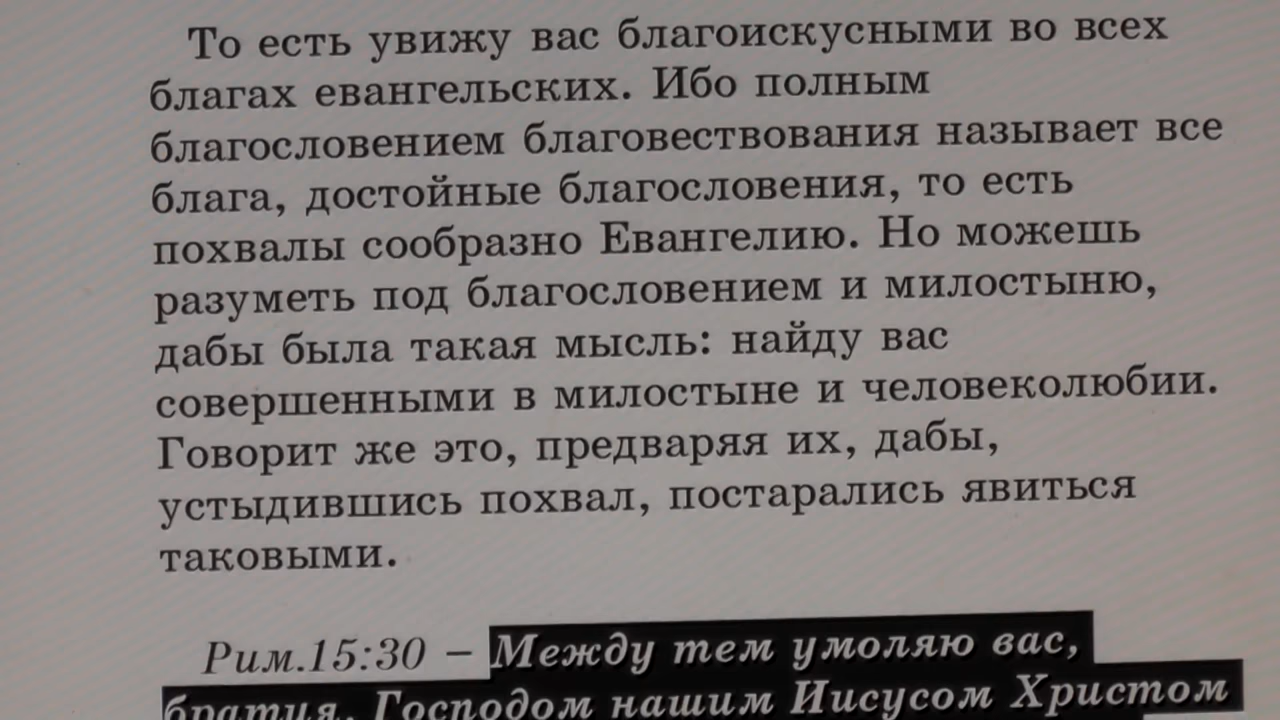 То есть увижу вас благоискусными во всех
благах евангельских. Ибо полным
благословением благовествования называет все
блага, достойные благословения, то есть
похвалы сообразно Евангелию. Но можешь
разуметь под благословением и милостыню,
дабы была такая мысль: найду вас
совершенными в милостыне и человеколюбии.
Говорит же это, предваряя их, дабы,
устыдившись похвал, постарались явиться
таковыми.
Рим.15:30 – Между тем умоляю вас,
братия, Господом нашим Иисусом Христом